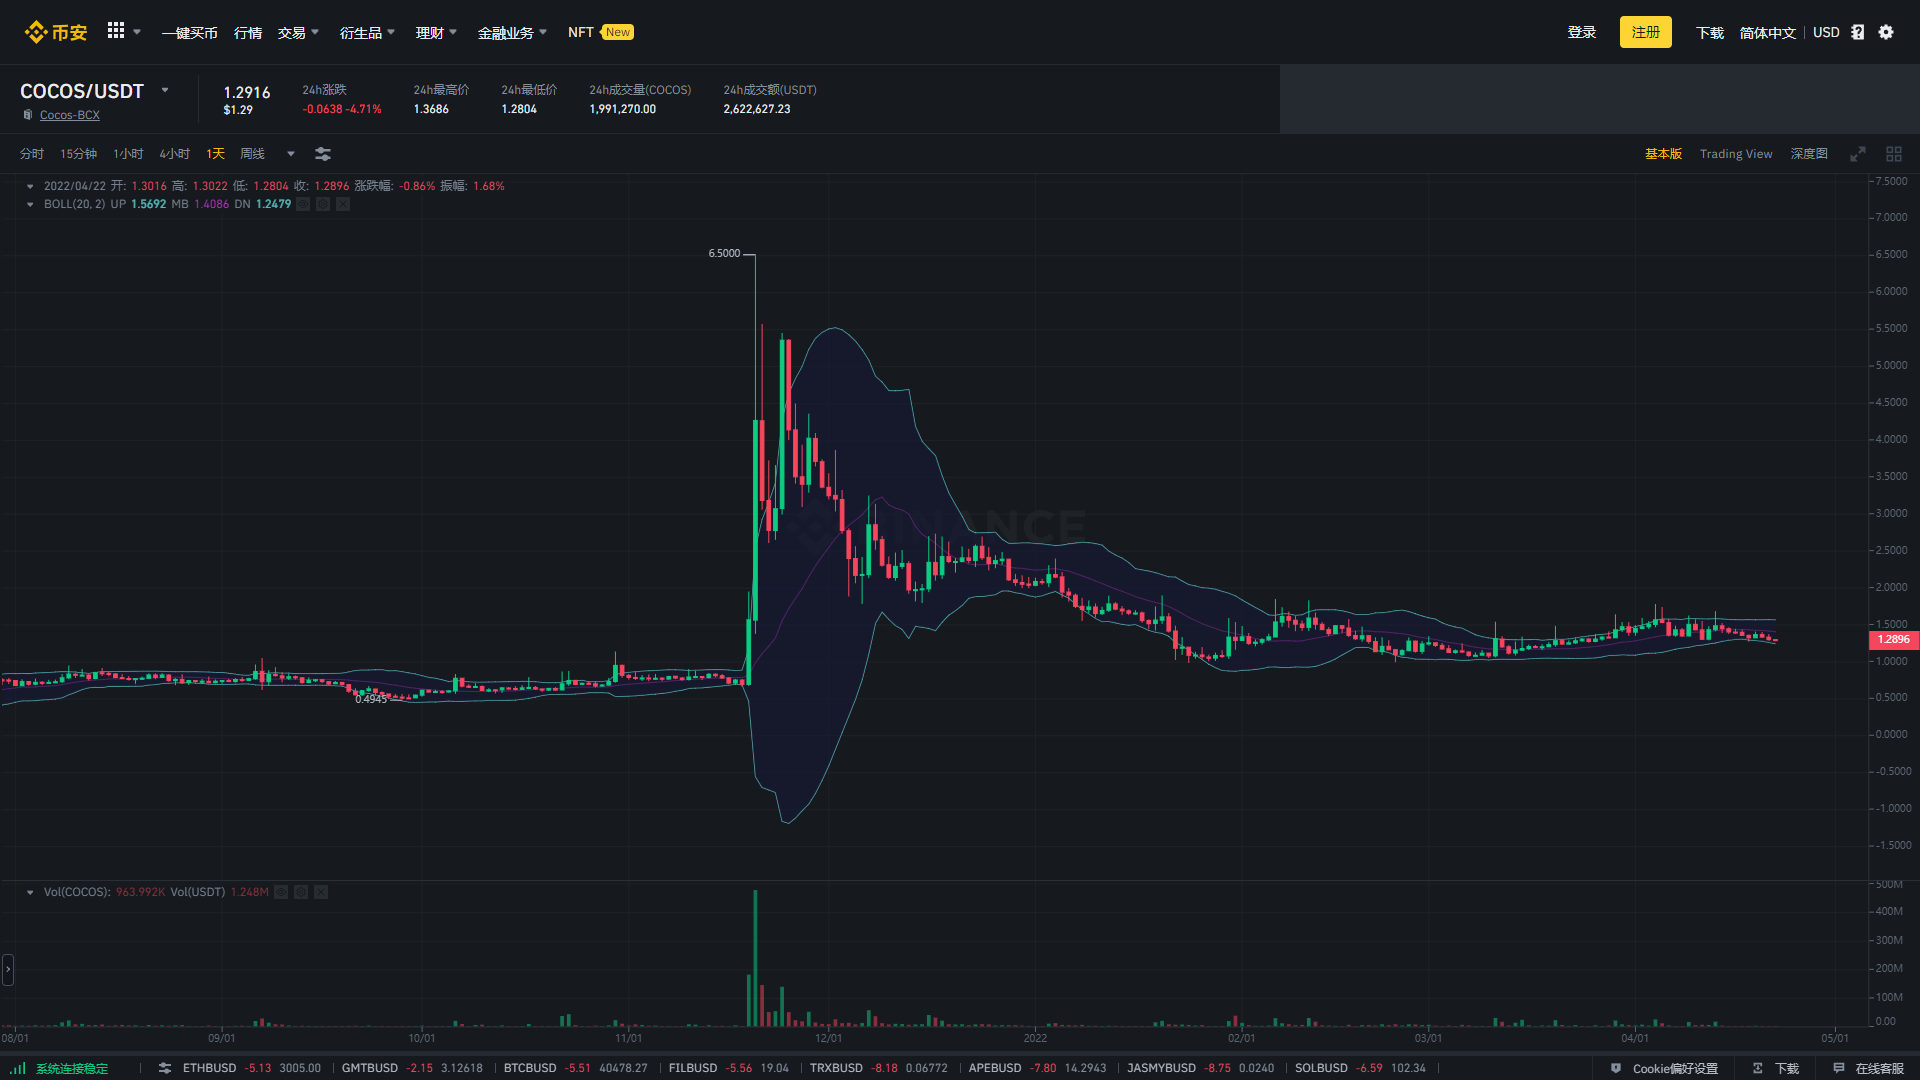 币安 一键买币 行情 交易 衍生品 理财 金融业务 NFT New 登录 注册 下载 简体中文 USD
COCOS/USDT 1.2916 24h涨跌 24h最高价 24h最低价 24h成交量(COCOS) 24h成交额(USDT)
Cocos-BCX $1.29 -0.0638 -4.71% 1.3686 1.2804 1,991,270.00 2,622,627.23
分时 15分钟 1小时 4小时 1天 周线 基本版 Trading View 深度图
2022/04/22 开: 1.3016 高: 1.3022 低: 1.2804 收: 1.2896 涨跌幅: -0.86% 振幅: 1.68%
BOLL(20, 2) UP 1.5692 MB 1.4086 DN 1.2479
7.5000
7.0000
6.5000
6.5000
6.0000
5.5000
5.0000
4.5000
4.0000
3.5000
3.0000
2.5000
2.0000
1.5000
1.2896
1.0000
0.4945
0.5000
0.0000
-0.5000
-1.0000
-1.5000
Vol(COCOS): 963.992K Vol(USDT) 1.248M
500M
400M
300M
200M
100M
0.00
08/01 09/01 10/01 11/01 12/01 2022 02/01 03/01 04/01 05/01
系统连接稳定 ETHBUSD -5.13 3005.00 GMTBUSD -2.15 3.12618 BTCBUSD -5.51 40478.27 FILBUSD -5.56 19.04 TRXBUSD -8.18 0.06772 APEBUSD -7.80 14.2943 JASMYBUSD -8.75 0.0240 SOLBUSD -6.59 102.34 Cookie偏好设置 下载 在线客服